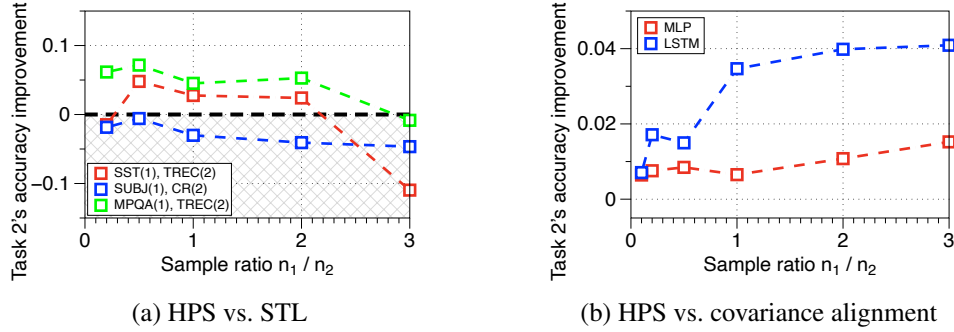 Task 2's accuracy improvement
0.1
0
−0.1
SST(1), TREC(2)
SUBJ(1), CR(2)
MPQA(1), TREC(2)
0 1 2 3
Sample ratio n₁ / n₂
(a) HPS vs. STL
Task 2's accuracy improvement
MLP
LSTM
0.04
0.02
0
0 1 2 3
Sample ratio n₁ / n₂
(b) HPS vs. covariance alignment